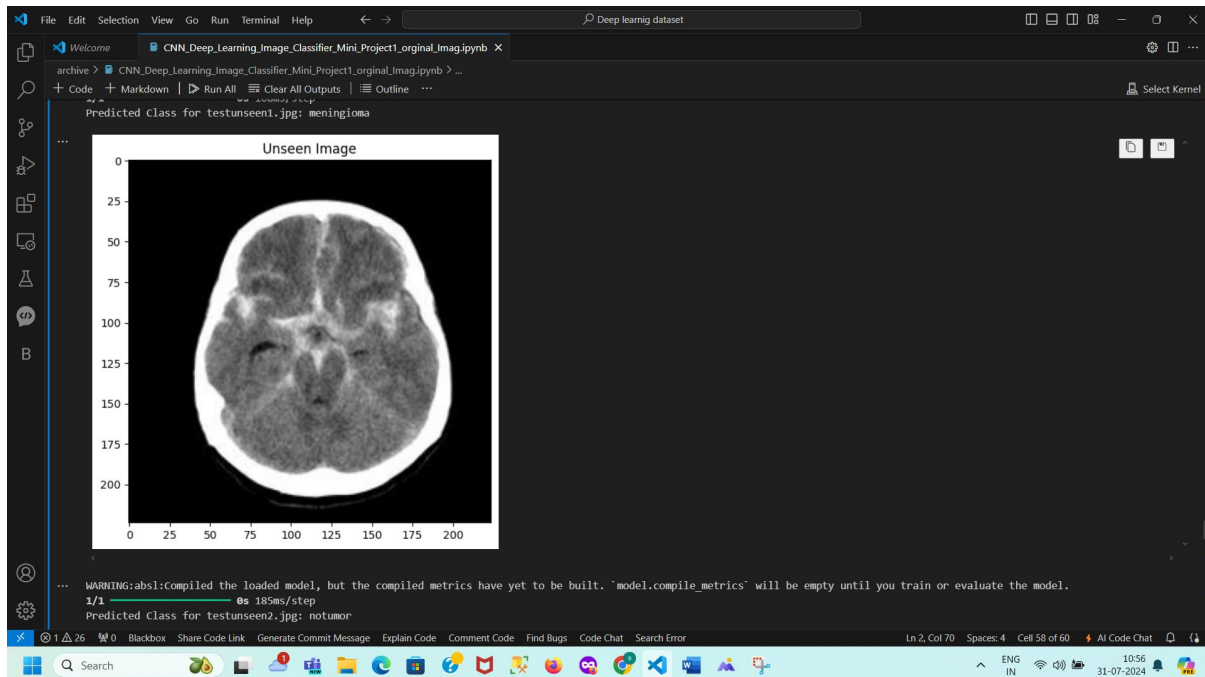 File Edit Selection View Go Run Terminal Help
Deep learnig dataset
Welcome
CNN_Deep_Learning_Image_Classifier_Mini_Project1_orginal_Imag.ipynb
archive > CNN_Deep_Learning_Image_Classifier_Mini_Project1_orginal_Imag.ipynb > ...
+ Code + Markdown | Run All Clear All Outputs | Outline ...
Select Kernel
Predicted Class for testunseen1.jpg: meningioma
Unseen Image
0
25
50
75
100
125
150
175
200
0 25 50 75 100 125 150 175 200
B
WARNING:absl:Compiled the loaded model, but the compiled metrics have yet to be built. `model.compile_metrics` will be empty until you train or evaluate the model.
1/1 0s 185ms/step
Predicted Class for testunseen2.jpg: notumor
1 26 0 Blackbox Share Code Link Generate Commit Message Explain Code Comment Code Find Bugs Code Chat Search Error Ln 2, Col 70 Spaces: 4 Cell 58 of 60 AI Code Chat
Search
ENG
IN
10:56
31-07-2024